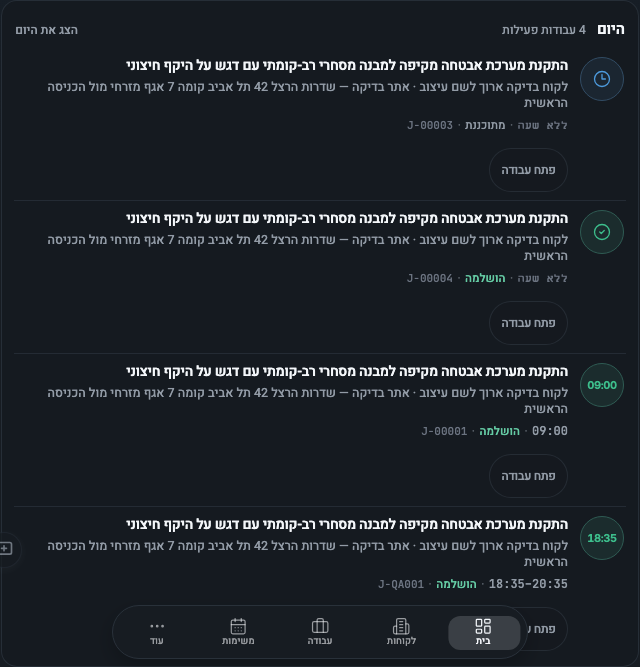 היום 4 עבודות פעילות הצג את היום
התקנת מערכת אבטחה מקיפה למבנה מסחרי רב-קומתי עם דגש על היקף חיצוני
לקוח בדיקה ארוך לשם עיצוב · אתר בדיקה — שדרות הרצל 42 תל אביב קומה 7 אגף מזרחי מול הכניסה
הראשית
ללא שעה · מתוכננת · J-00003
פתח עבודה
התקנת מערכת אבטחה מקיפה למבנה מסחרי רב-קומתי עם דגש על היקף חיצוני
לקוח בדיקה ארוך לשם עיצוב · אתר בדיקה — שדרות הרצל 42 תל אביב קומה 7 אגף מזרחי מול הכניסה
הראשית
ללא שעה · הושלמה · J-00004
פתח עבודה
09:00
התקנת מערכת אבטחה מקיפה למבנה מסחרי רב-קומתי עם דגש על היקף חיצוני
לקוח בדיקה ארוך לשם עיצוב · אתר בדיקה — שדרות הרצל 42 תל אביב קומה 7 אגף מזרחי מול הכניסה
הראשית
09:00 · הושלמה · J-00001
פתח עבודה
18:35
התקנת מערכת אבטחה מקיפה למבנה מסחרי רב-קומתי עם דגש על היקף חיצוני
לקוח בדיקה ארוך לשם עיצוב · אתר בדיקה — שדרות הרצל 42 תל אביב קומה 7 אגף מזרחי מול הכניסה
הראשית
18:35–20:35 · הושלמה · J-QA001
פתח
בית לקוחות עבודה משימות עוד